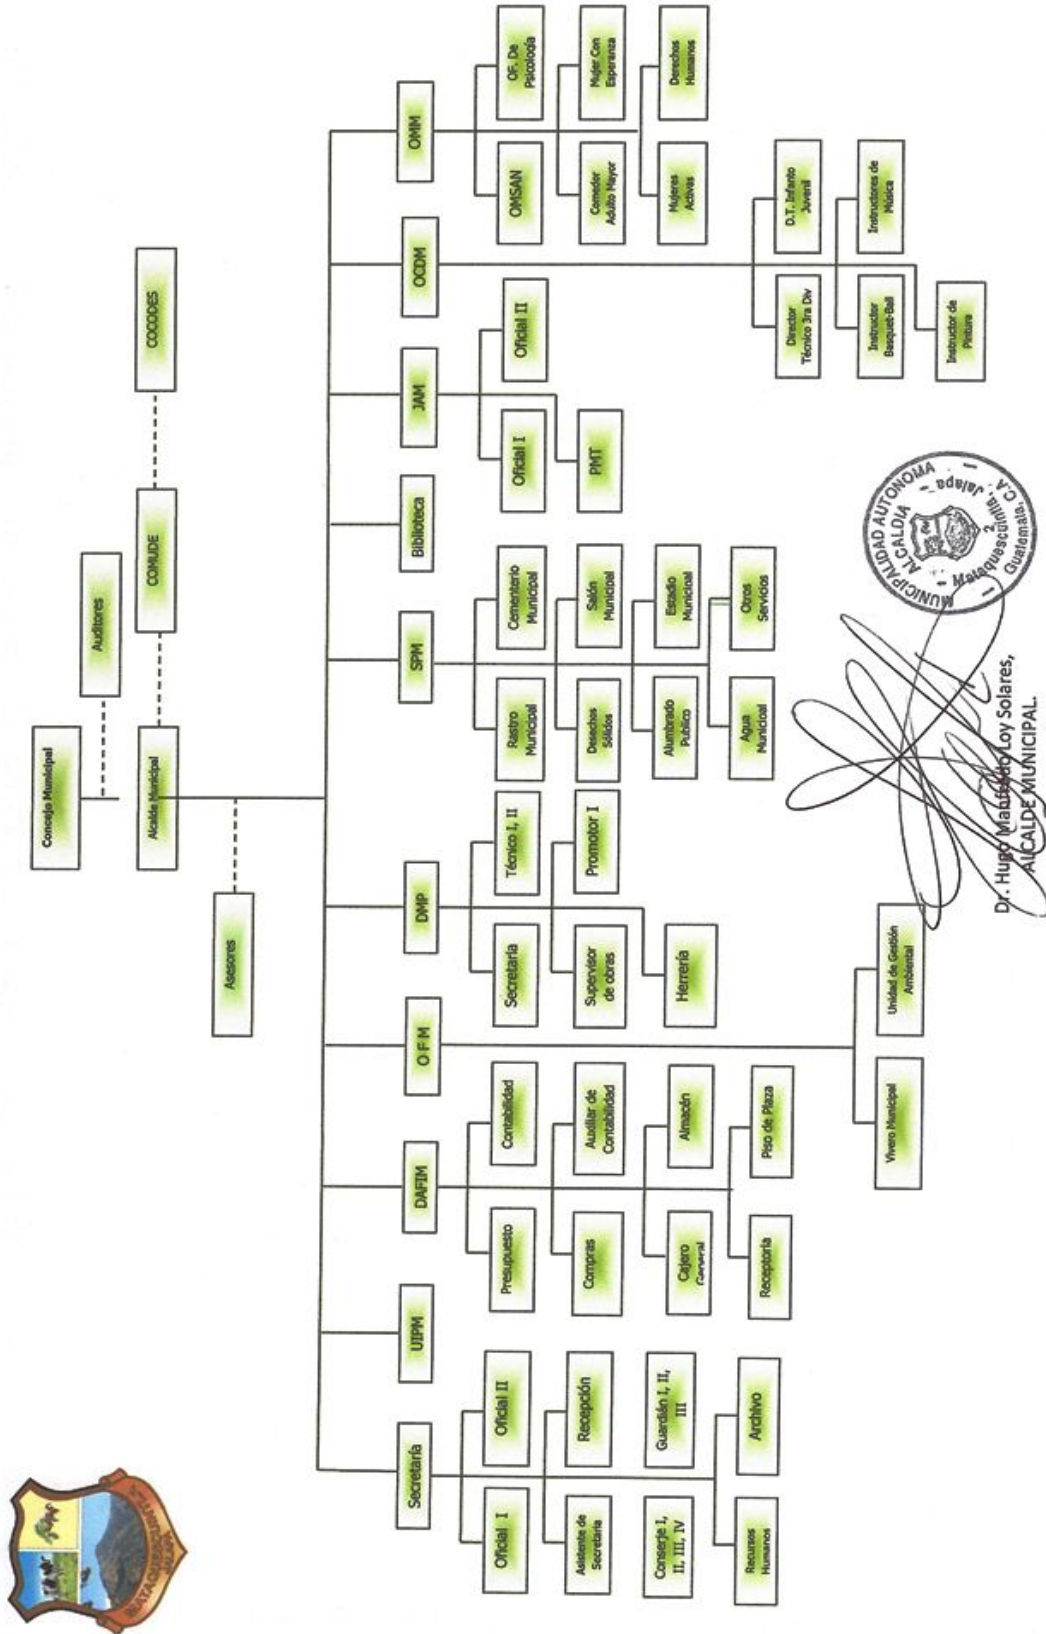 MATAQUESCUINTLA
JALAPA
Concejo Municipal
Auditores
Alcalde Municipal
COMUDE
COCODES
Asesores
Secretaría
UIPM
DAFIM
O F M
DMP
SPM
Biblioteca
JAM
OCDM
OMM
Oficial I
Oficial II
Asistente de
Secretaria
Recepción
Conserje I,
II, III, IV
Guardián I, II,
III
Recursos
Humanos
Archivo
Presupuesto
Contabilidad
Compras
Auxiliar de
Contabilidad
Cajero
General
Almacén
Receptoria
Piso de Plaza
Vivero Municipal
Unidad de Gestión
Ambiental
Secretaria
Técnico I, II
Supervisor
de obras
Promotor I
Herrería
Rastro
Municipal
Cementerio
Municipal
Desechos
Sólidos
Salón
Municipal
Alumbrado
Publico
Estadio
Municipal
Agua
Municipal
Otros
Servicios
Oficial I
Oficial II
PMT
Director
Técnico 3ra Div
D.T. Infanto
Juvenil
Instructor
Basquet-Ball
Instructores de
Música
Instructor de
Pintura
OMSAN
OF. De
Psicología
Comedor
Adulto Mayor
Mujer Con
Esperanza
Mujeres
Activas
Derechos
Humanos
MUNICIPALIDAD AUTONOMA
ALCALDIA
2
Mataquescuintla, Jalapa
Guatemala, C.A.
Dr. Hugo Manfredo Loy Solares,
ALCALDE MUNICIPAL.